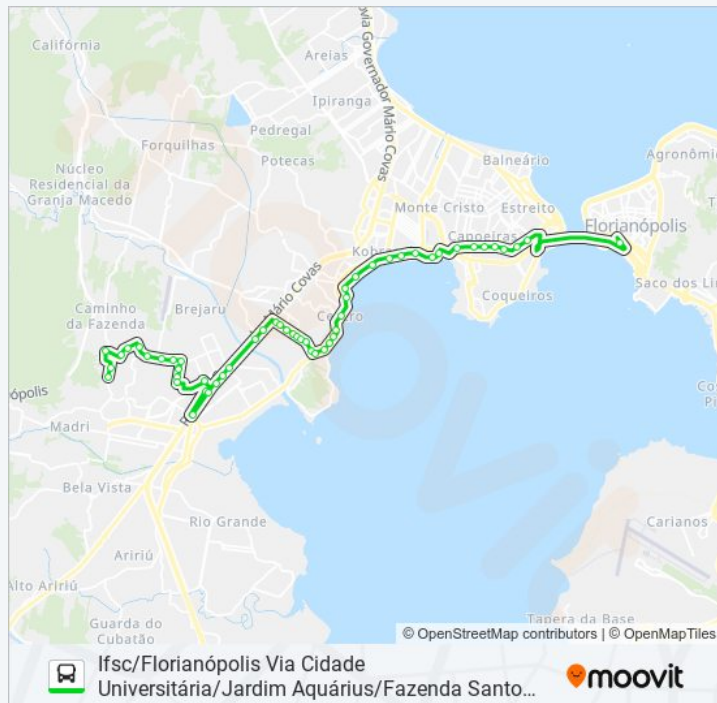 Califórnia
Areias
Rodovia Governador Mário Covas
Ipiranga
Pedregal
Forquilhas
Potecas
Balneário
Agronômic
Núcleo
Residencial da
Granja Macedo
Monte Cristo
Estreito
Florianópolis
Capoeiras
Kobra
Saco dos Lim
Mário Covas
Coqueiros
Caminho
da Fazenda
Brejaru
Centro
ópolis
Madri
Bela Vista
Rio Grande
Carianos
Aririú
Alto Aririú
Guarda do
Cubatão
Tapera da Base
© OpenStreetMap contributors | © OpenMapTiles
Ifsc/Florianópolis Via Cidade
Universitária/Jardim Aquárius/Fazenda Santo…
moovit